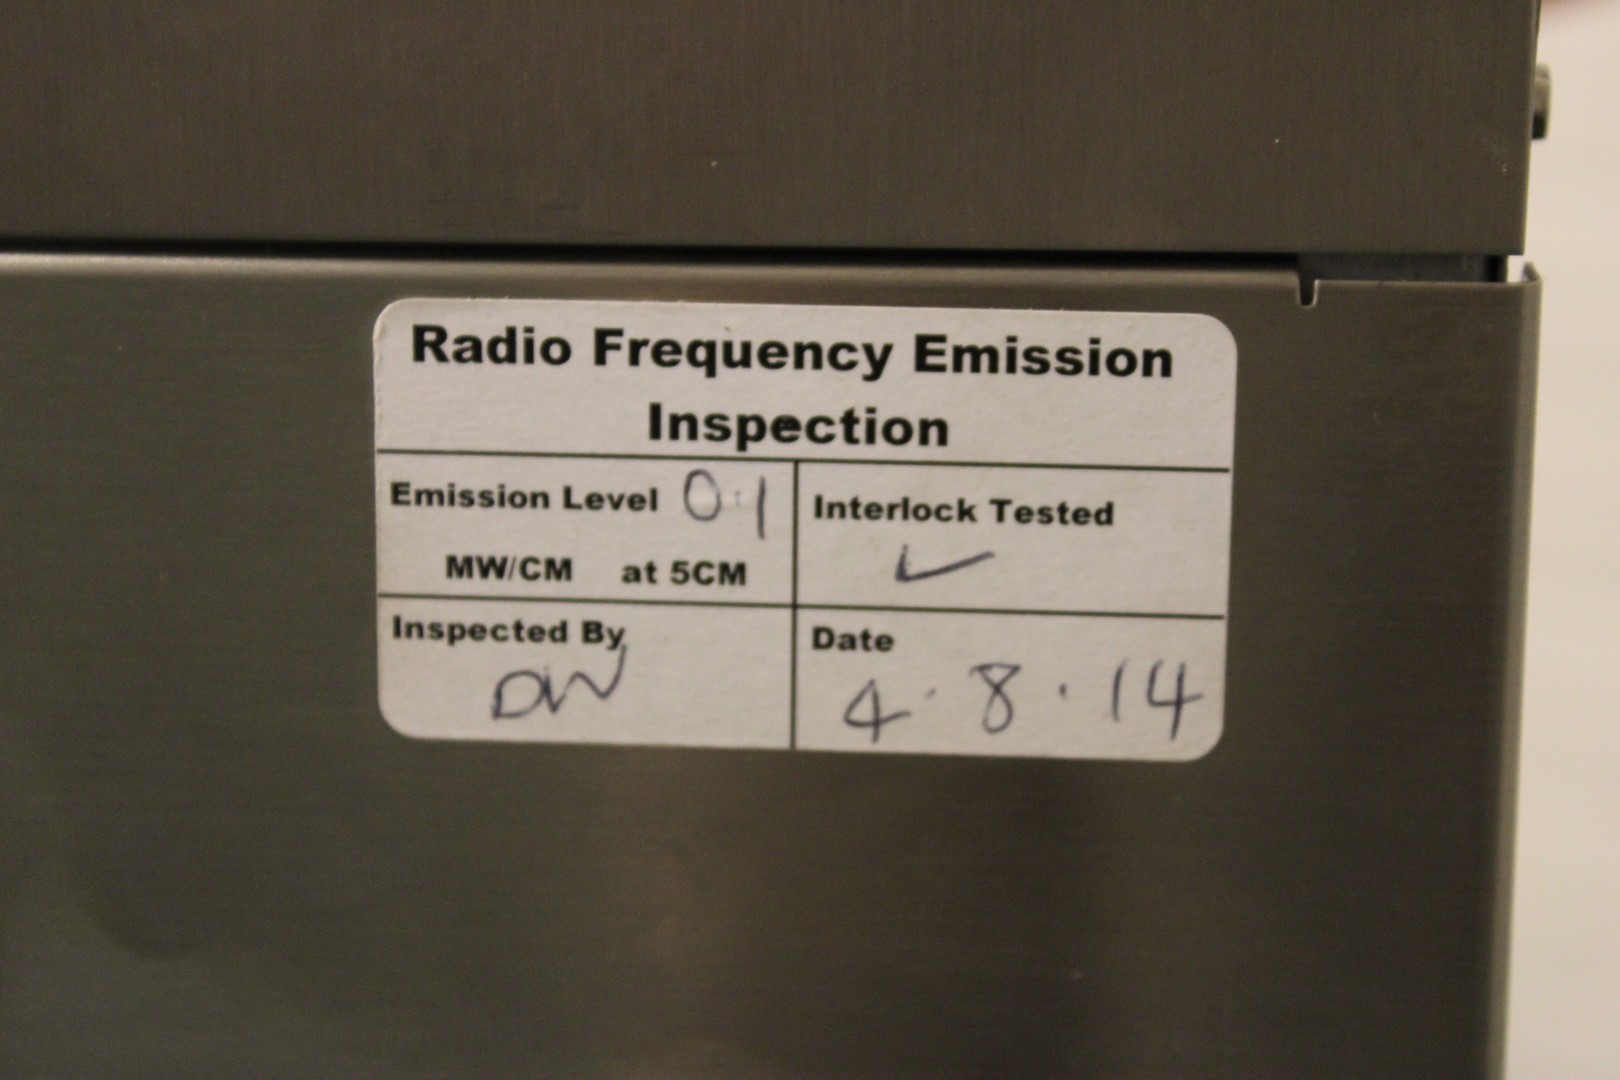 Radio Frequency Emission
Inspection
Emission Level 0.1
MW/CM at 5CM
Interlock Tested
✓
Inspected By
DW
Date
4.8.14